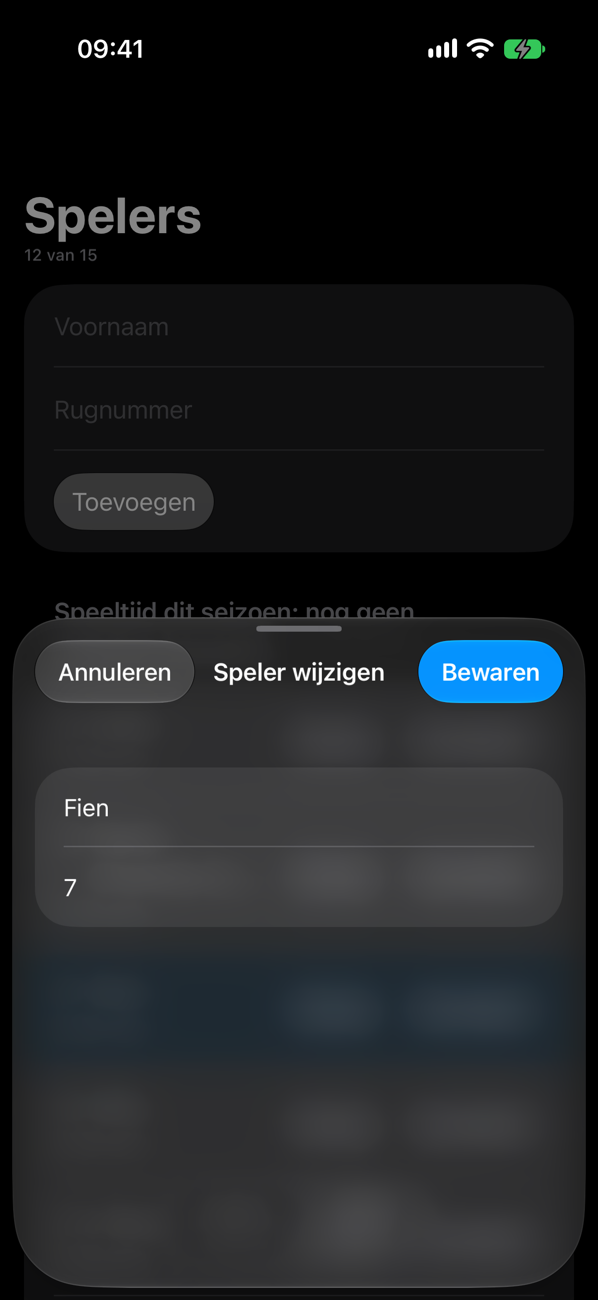 09:41
Spelers
12 van 15
Voornaam
Rugnummer
Toevoegen
Speeltijd dit seizoen: nog geen
Annuleren
Speler wijzigen
Bewaren
Fien
7